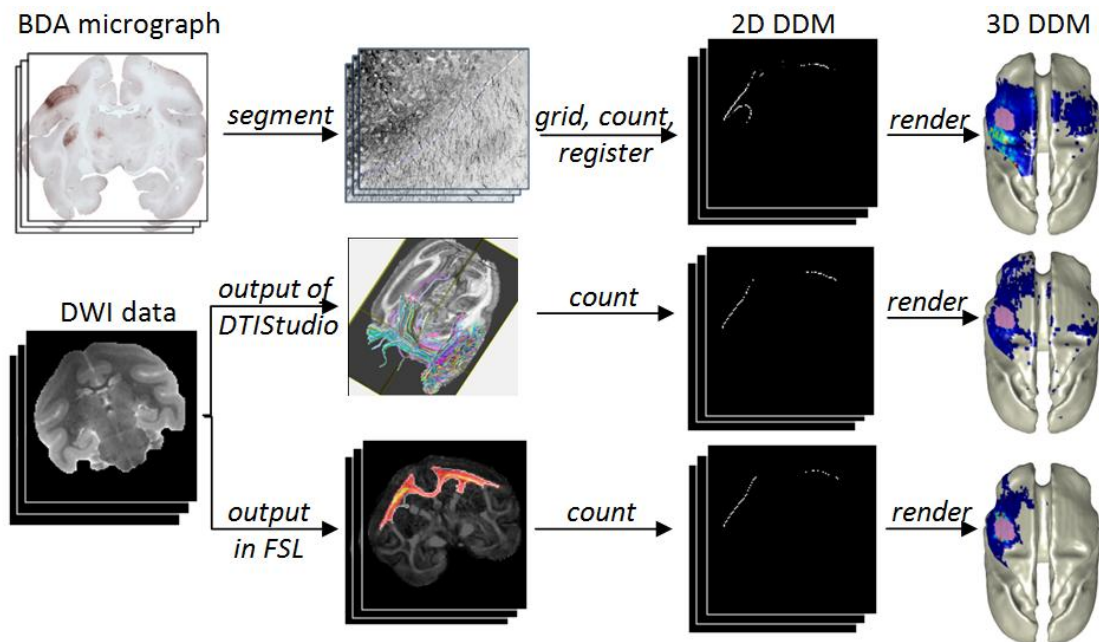 BDA micrograph
2D DDM
3D DDM
segment
grid, count,
register
render
DWI data
output of
DTIStudio
count
render
output
in FSL
count
render